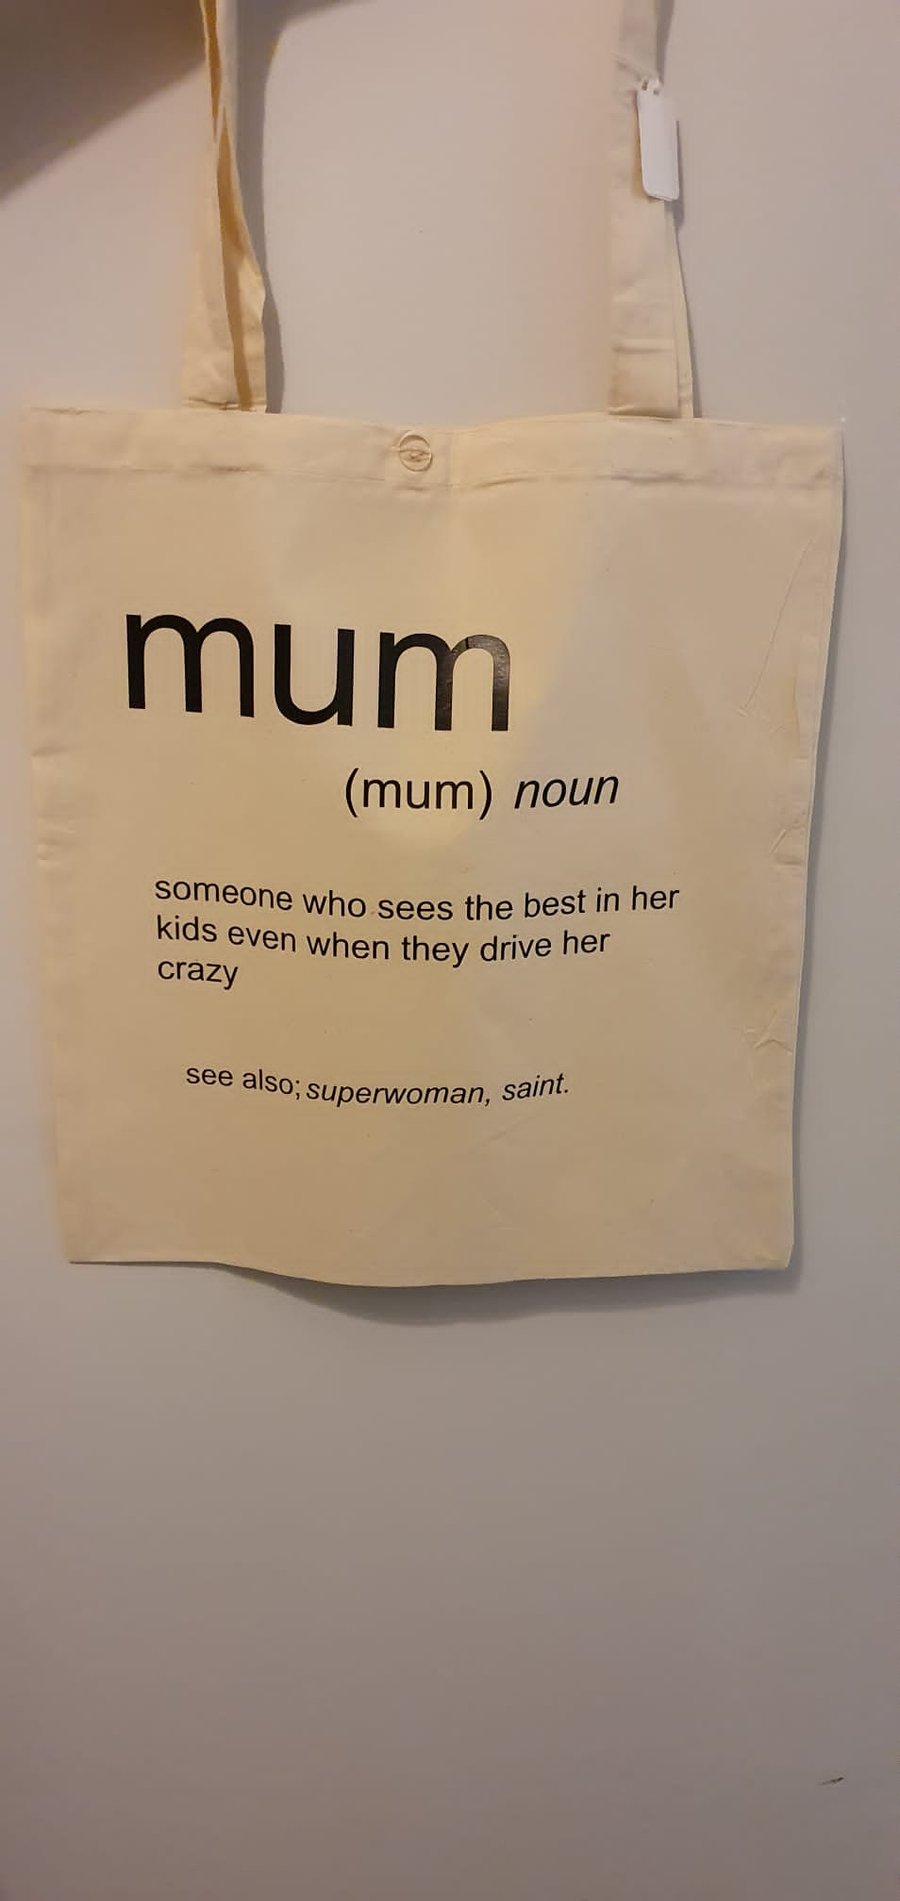 mum
(mum) noun
someone who sees the best in her
kids even when they drive her
crazy
see also; superwoman, saint.